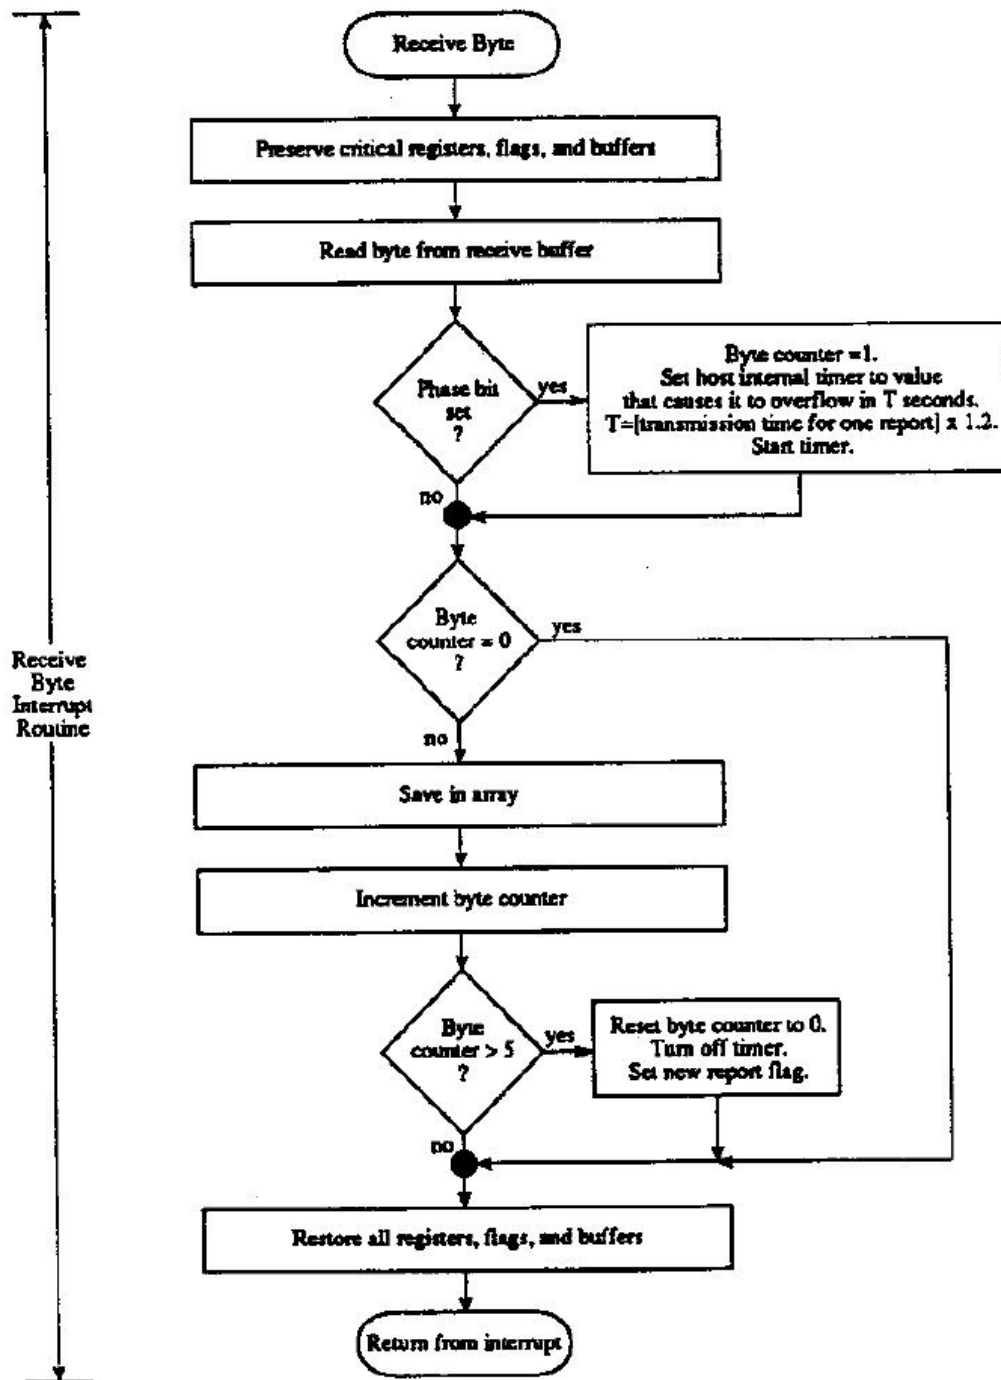 Receive Byte
Preserve critical registers, flags, and buffers
Read byte from receive buffer
Phase bit
set
?
yes
Byte counter =1.
Set host internal timer to value
that causes it to overflow in T seconds.
T=[transmission time for one report] x 1.2.
Start timer.
no
Byte
counter = 0
?
yes
Receive
Byte
Interrupt
Routine
no
Save in array
Increment byte counter
Byte
counter > 5
?
yes
Reset byte counter to 0.
Turn off timer.
Set new report flag.
no
Restore all registers, flags, and buffers
Return from interrupt